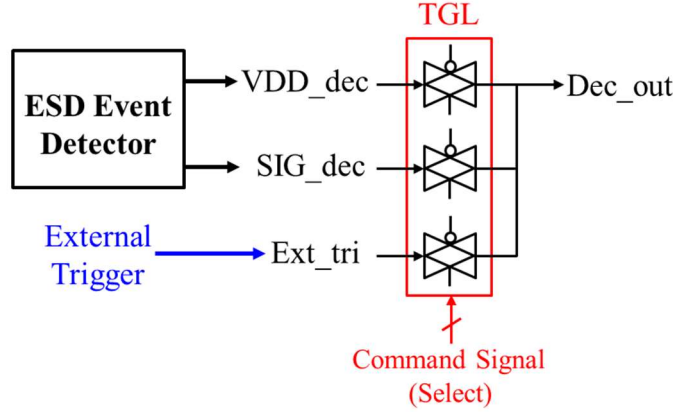 TGL
ESD Event
Detector
VDD_dec
Dec_out
SIG_dec
External
Trigger
Ext_tri
Command Signal
(Select)